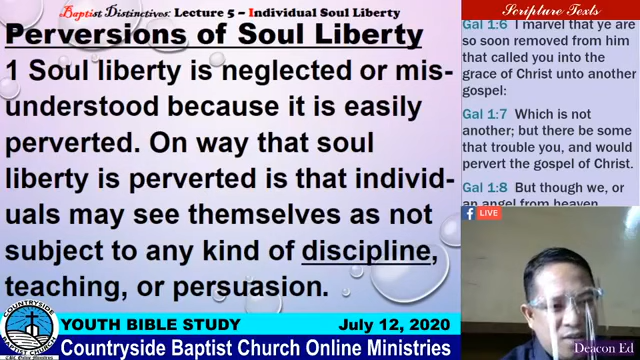 Baptist Distinctives: Lecture 5 – Individual Soul Liberty
Perversions of Soul Liberty
1 Soul liberty is neglected or mis-
understood because it is easily
perverted. On way that soul
liberty is perverted is that individ-
uals may see themselves as not
subject to any kind of discipline,
teaching, or persuasion.
Scripture Texts
Gal 1:6 I marvel that ye are
so soon removed from him
that called you into the
grace of Christ unto another
gospel:
Gal 1:7 Which is not
another; but there be some
that trouble you, and would
pervert the gospel of Christ.
Gal 1:8 But though we, or
an angel from heaven,
f LIVE
Deacon Ed
COUNTRYSIDE
BAPTIST CHURCH
YOUTH BIBLE STUDY July 12, 2020
Countryside Baptist Church Online Ministries